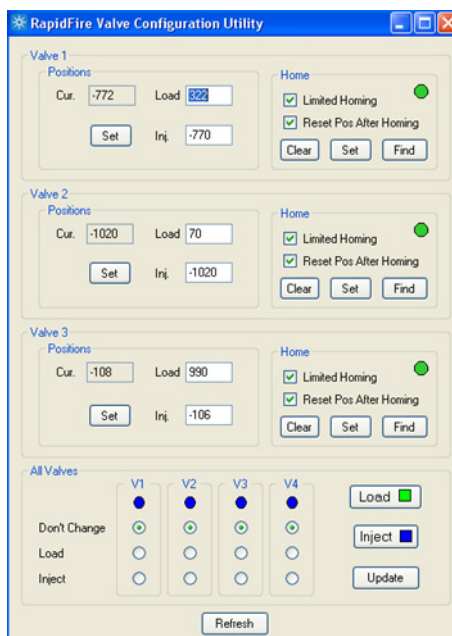 RapidFire Valve Configuration Utility
Valve 1
Positions
Home
Cur. -772 Load 322
Limited Homing
Reset Pos After Homing
Set Inj. -770
Clear Set Find
Valve 2
Positions
Home
Cur. -1020 Load 70
Limited Homing
Reset Pos After Homing
Set Inj. -1020
Clear Set Find
Valve 3
Positions
Home
Cur. -108 Load 990
Limited Homing
Reset Pos After Homing
Set Inj. -106
Clear Set Find
All Valves
V1 V2 V3 V4
Load
Don't Change
Load
Inject
Inject
Update
Refresh